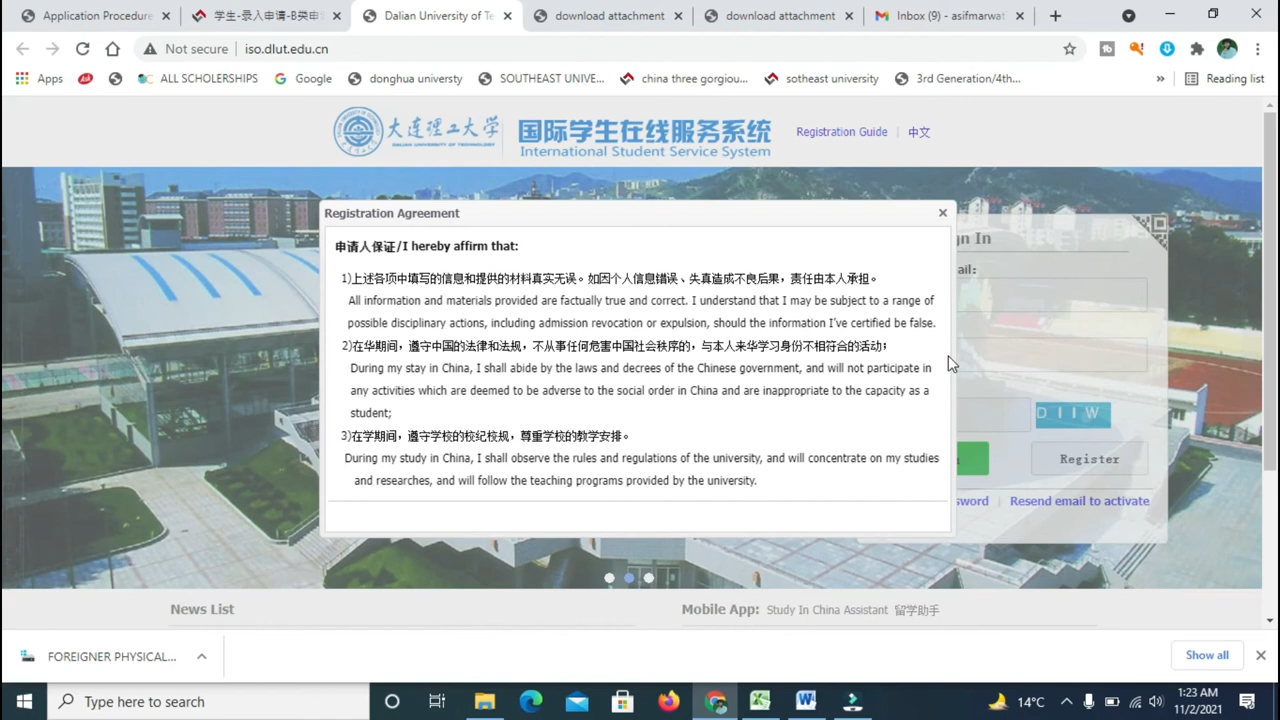 Application Procedure
学生-录入申请-B类申
Dalian University of Te
download attachment
download attachment
Inbox (9) - asifmarwat
Not secure
iso.dlut.edu.cn
Apps
ALL SCHOLERSHIPS
Google
donghua univesty
SOUTHEAST UNIVE...
china three gorgiou...
sotheast university
3rd Generation/4th...
»
Reading list
大连理工大学
DALIAN UNIVERSITY OF TECHNOLOGY
国际学生在线服务系统
International Student Service System
Registration Guide | 中文
Registration Agreement
申请人保证/I hereby affirm that:
1)上述各项中填写的信息和提供的材料真实无误。如因个人信息错误、失真造成不良后果，责任由本人承担。
All information and materials provided are factually true and correct. I understand that I may be subject to a range of
possible disciplinary actions, including admission revocation or expulsion, should the information I've certified be false.
2)在华期间，遵守中国的法律和法规，不从事任何危害中国社会秩序的，与本人来华学习身份不相符合的活动；
During my stay in China, I shall abide by the laws and decrees of the Chinese government, and will not participate in
any activities which are deemed to be adverse to the social order in China and are inappropriate to the capacity as a
student;
3)在学期间，遵守学校的校纪校规，尊重学校的教学安排。
During my study in China, I shall observe the rules and regulations of the university, and will concentrate on my studies
and researches, and will follow the teaching programs provided by the university.
gn In
ail:
D I I W
Register
sword | Resend email to activate
News List
Mobile App: Study In China Assistant 留学助手
FOREIGNER PHYSICAL...
Show all
Type here to search
14°C
1:23 AM
11/2/2021